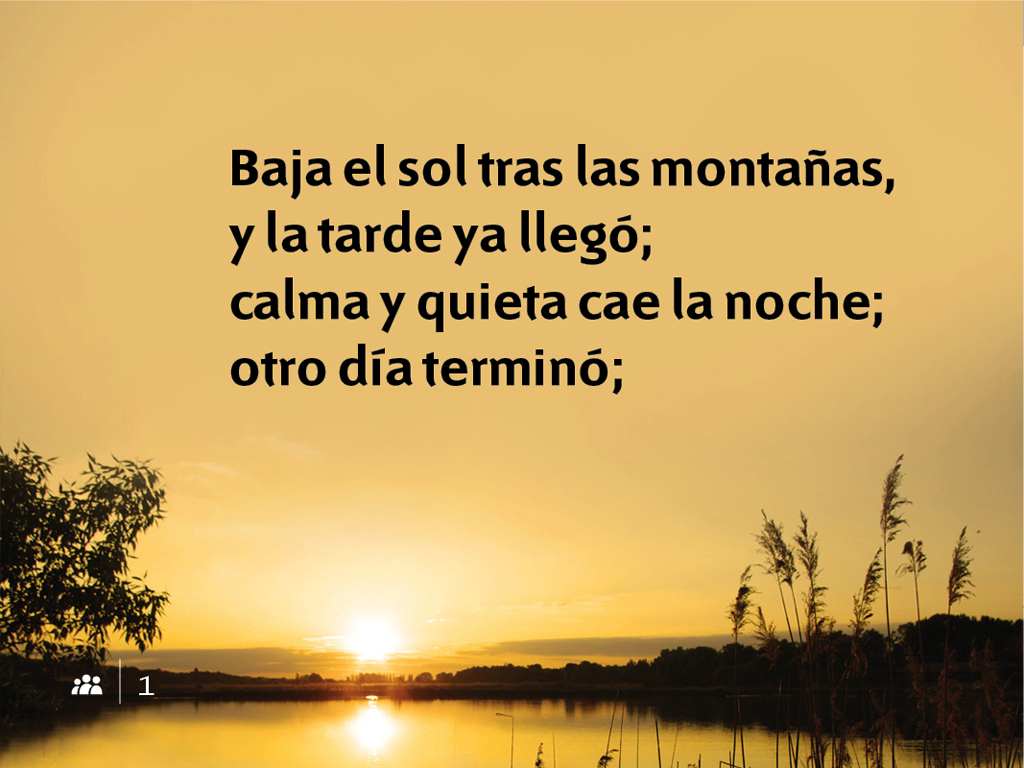 Baja el sol tras las montañas,
y la tarde ya llegó;
calma y quieta cae la noche;
otro día terminó;
1